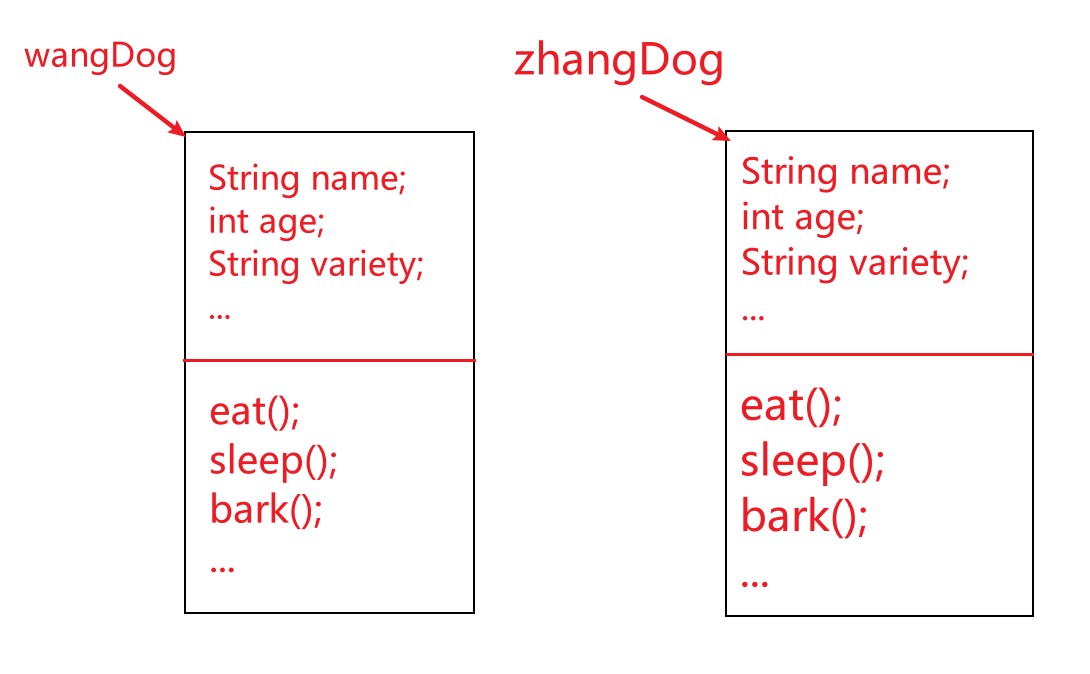 wangDog
String name;
int age;
String variety;
...
eat();
sleep();
bark();
...
zhangDog
String name;
int age;
String variety;
...
eat();
sleep();
bark();
...